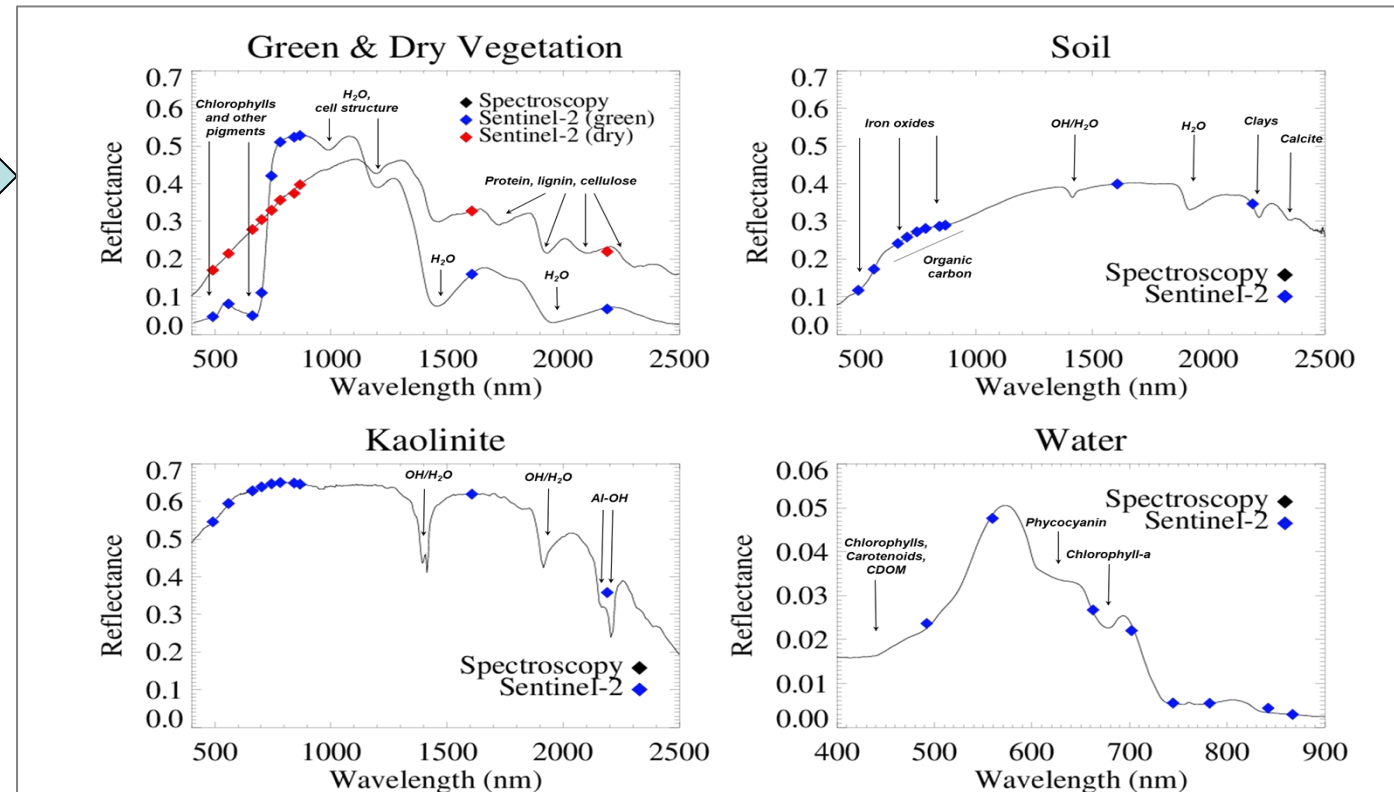 Green & Dry Vegetation
0.7
0.6
0.5
0.4
0.3
0.2
0.1
0.0
Reflectance
Chlorophylls
and other
pigments
H₂O,
cell structure
Spectroscopy
Sentinel-2 (green)
Sentinel-2 (dry)
Protein, lignin, cellulose
H₂O
H₂O
500 1000 1500 2000 2500
Wavelength (nm)
Soil
0.7
0.6
0.5
0.4
0.3
0.2
0.1
0.0
Reflectance
Iron oxides
OH/H₂O
H₂O
Clays
Calcite
Organic
carbon
Spectroscopy
Sentinel-2
500 1000 1500 2000 2500
Wavelength (nm)
Kaolinite
0.7
0.6
0.5
0.4
0.3
0.2
0.1
0.0
Reflectance
OH/H₂O
OH/H₂O
Al-OH
Spectroscopy
Sentinel-2
500 1000 1500 2000 2500
Wavelength (nm)
Water
0.06
0.05
0.04
0.03
0.02
0.01
0.00
Reflectance
Spectroscopy
Sentinel-2
Phycocyanin
Chlorophylls,
Carotenoids,
CDOM
Chlorophyll-a
400 500 600 700 800 900
Wavelength (nm)